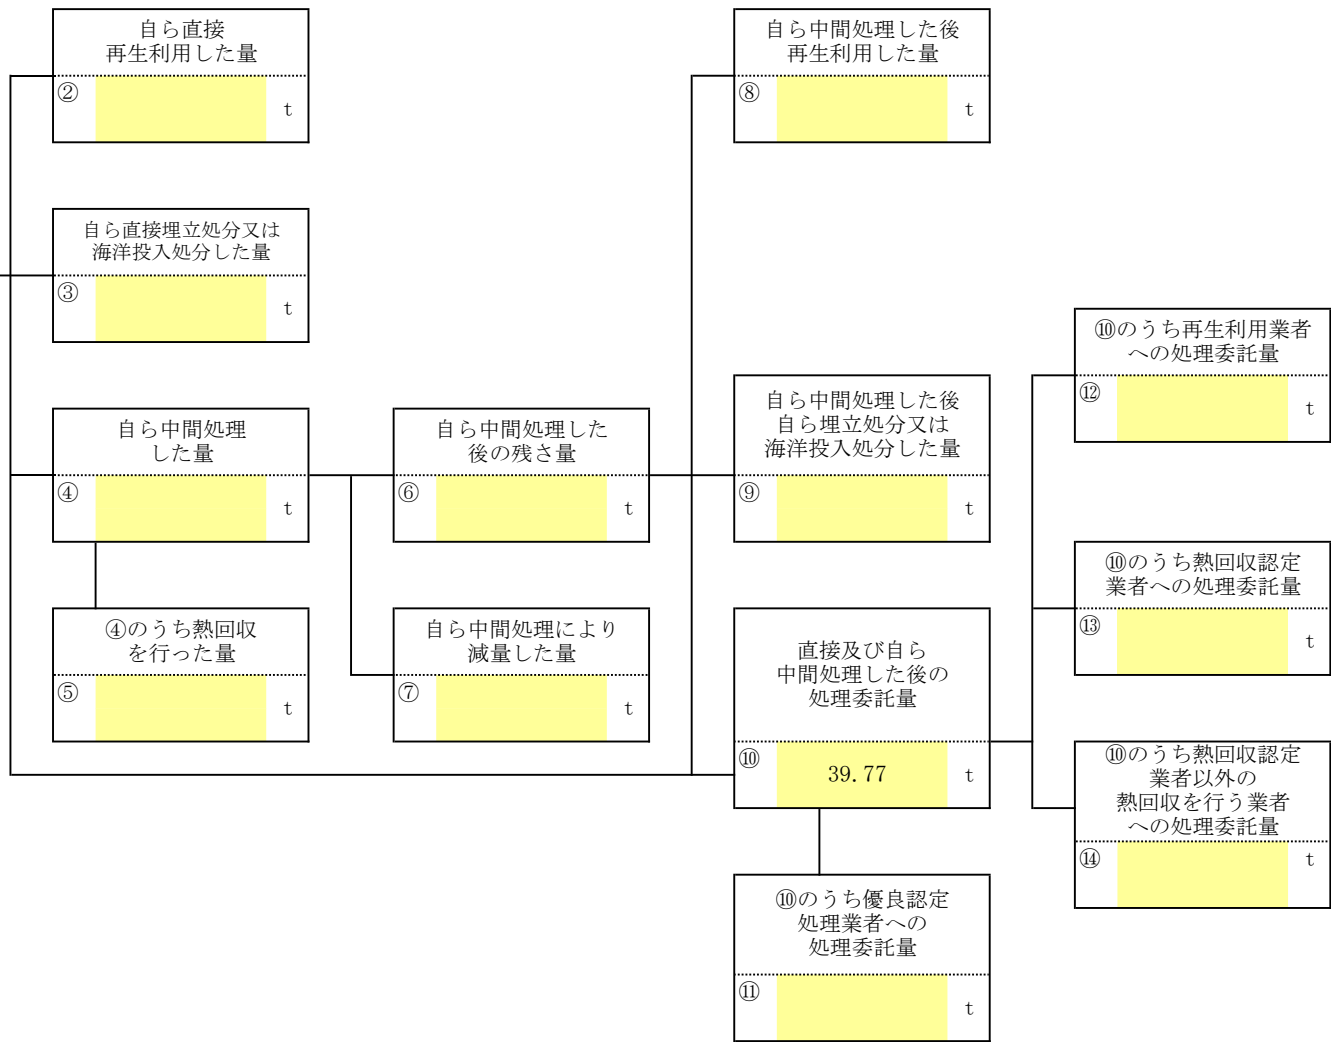 自ら直接
再生利用した量
②
t
自ら中間処理した後
再生利用した量
⑧
t
自ら直接埋立処分又は
海洋投入処分した量
③
t
⑩のうち再生利用業者
への処理委託量
⑫
t
自ら中間処理
した量
④
t
自ら中間処理した
後の残さ量
⑥
t
自ら中間処理した後
自ら埋立処分又は
海洋投入処分した量
⑨
t
⑩のうち熱回収認定
業者への処理委託量
⑬
t
④のうち熱回収
を行った量
⑤
t
自ら中間処理により
減量した量
⑦
t
直接及び自ら
中間処理した後の
処理委託量
⑩
39.77
t
⑩のうち熱回収認定
業者以外の
熱回収を行う業者
への処理委託量
⑭
t
⑩のうち優良認定
処理業者への
処理委託量
⑪
t